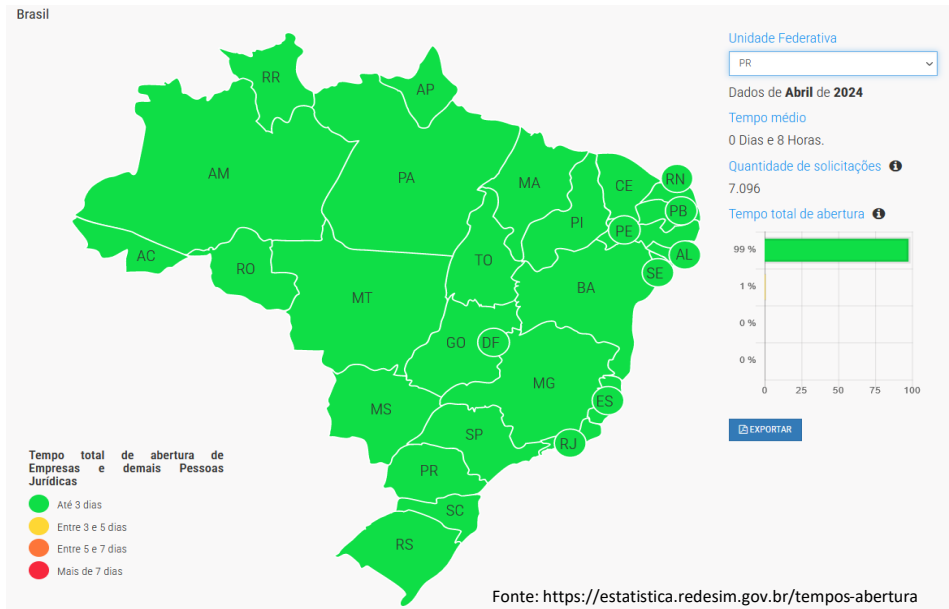 Brasil
RR
AP
AM
PA
MA
CE
RN
PI
PB
PE
AC
RO
TO
AL
SE
BA
MT
GO
DF
MG
MS
ES
SP
RJ
PR
SC
RS
Tempo total de abertura de
Empresas e demais Pessoas
Jurídicas
Até 3 dias
Entre 3 e 5 dias
Entre 5 e 7 dias
Mais de 7 dias
Unidade Federativa
PR
Dados de Abril de 2024
Tempo médio
0 Dias e 8 Horas.
Quantidade de solicitações
7.096
Tempo total de abertura
99 %
1 %
0 %
0 %
0 25 50 75 100
EXPORTAR
Fonte: https://estatistica.redesim.gov.br/tempos-abertura